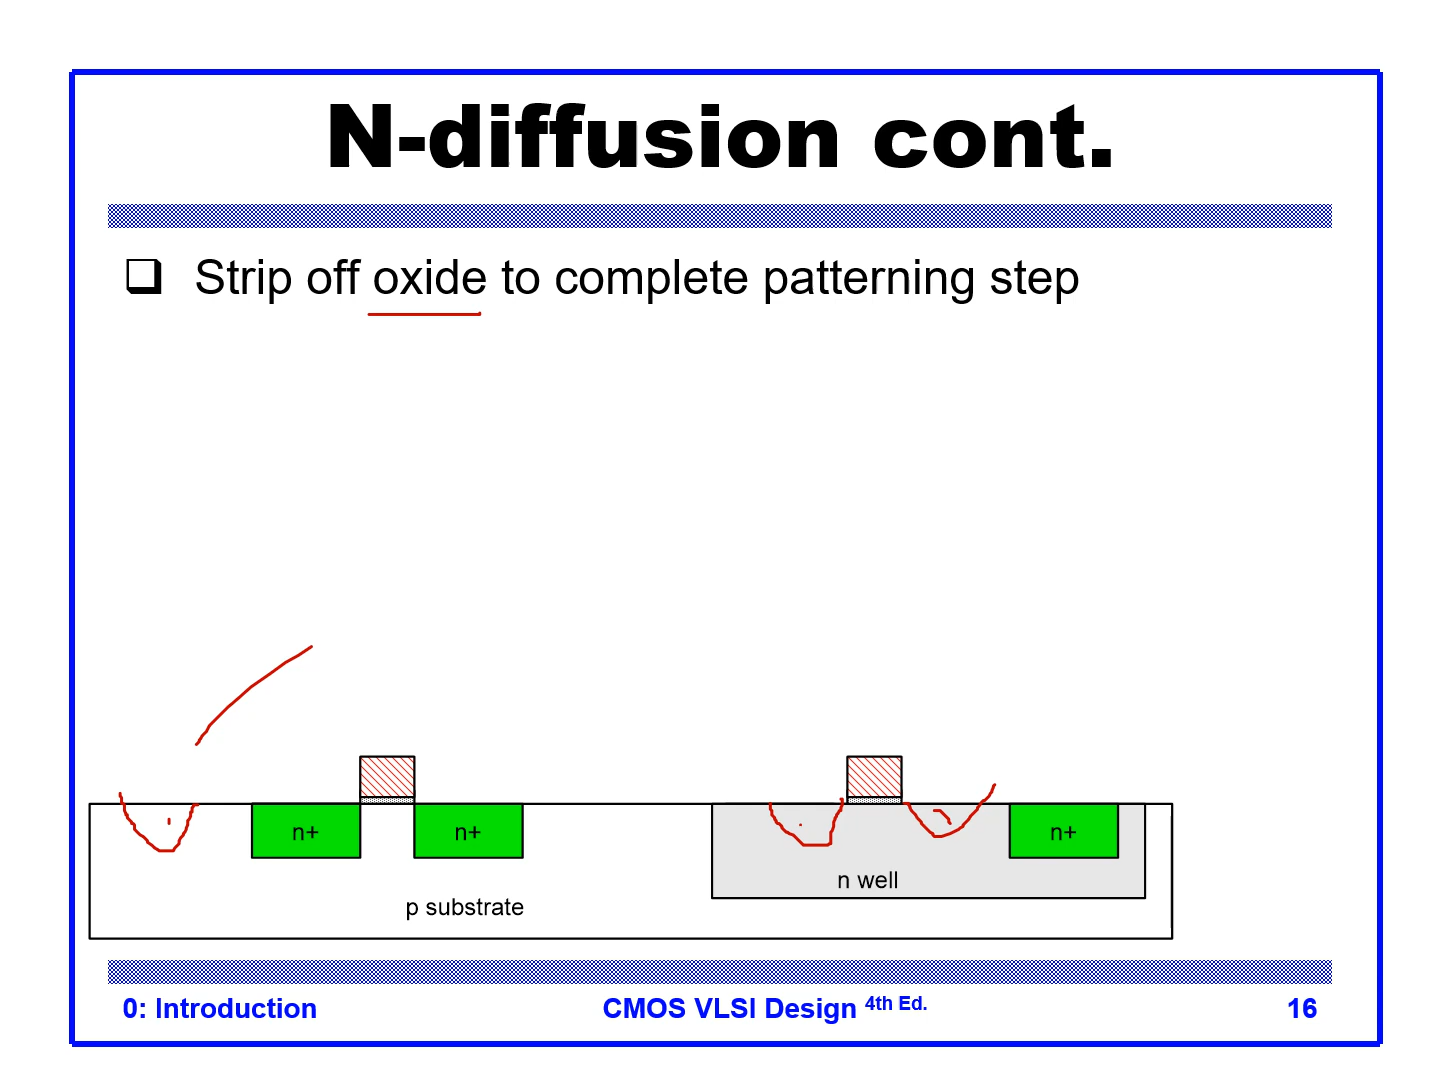 N-diffusion cont.
❑ Strip off oxide to complete patterning step
n+ n+ n+
n well
p substrate
0: Introduction CMOS VLSI Design 4th Ed. 16